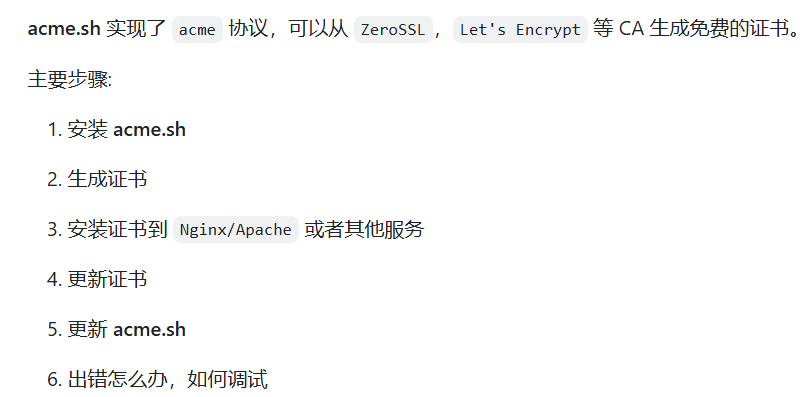 acme.sh 实现了 acme 协议，可以从 ZeroSSL，Let's Encrypt 等 CA 生成免费的证书。
主要步骤:
1. 安装 acme.sh
2. 生成证书
3. 安装证书到 Nginx/Apache 或者其他服务
4. 更新证书
5. 更新 acme.sh
6. 出错怎么办，如何调试